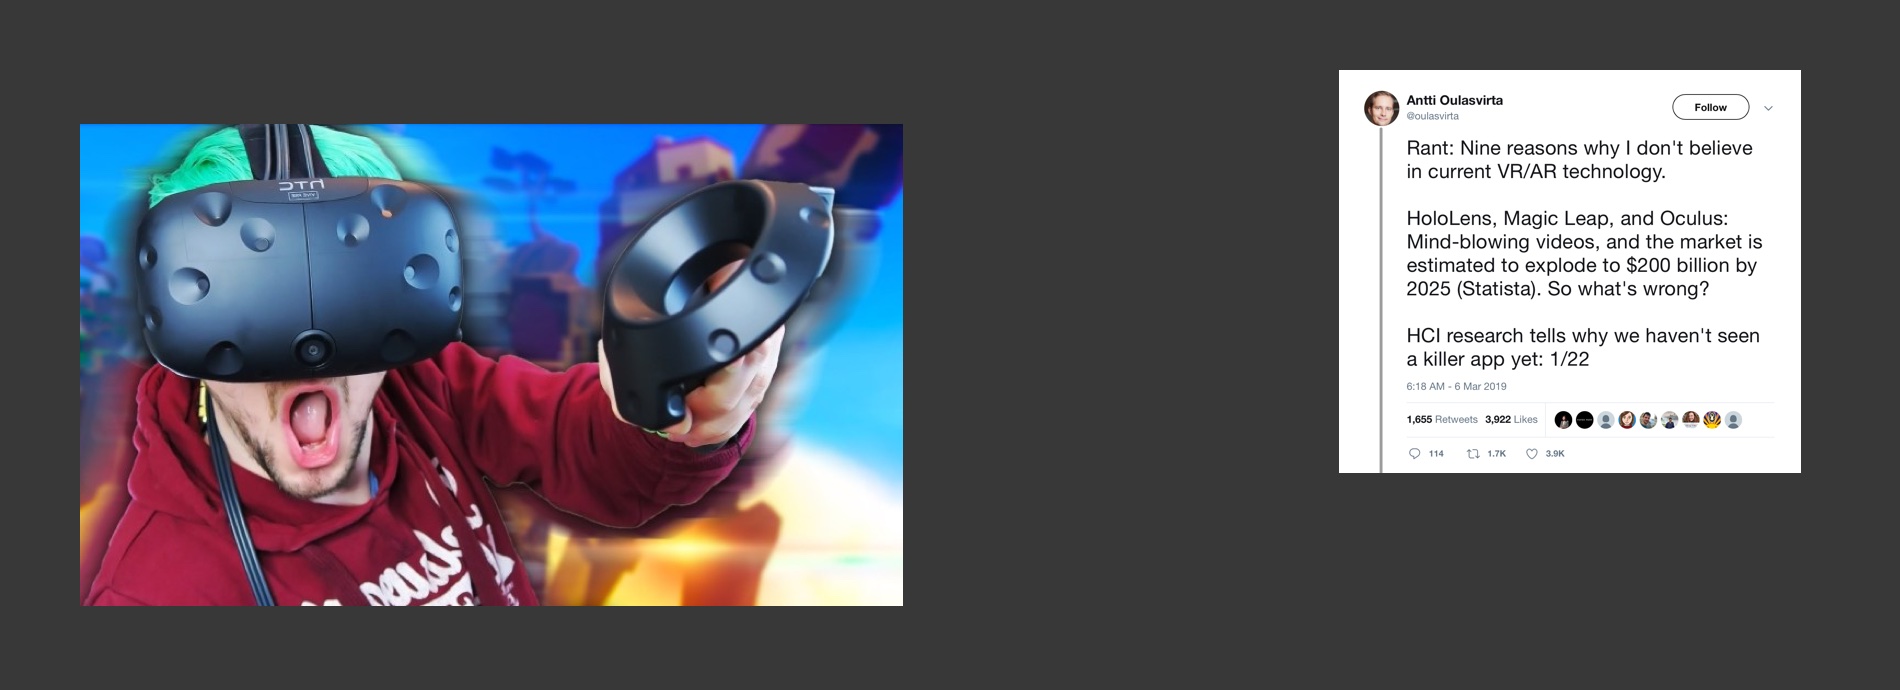 Antti Oulasvirta
@oulasvirta
Follow
Rant: Nine reasons why I don't believe
in current VR/AR technology.
HoloLens, Magic Leap, and Oculus:
Mind-blowing videos, and the market is
estimated to explode to $200 billion by
2025 (Statista). So what's wrong?
HCI research tells why we haven't seen
a killer app yet: 1/22
6:18 AM - 6 Mar 2019
1,655 Retweets 3,922 Likes
114 1.7K 3.9K